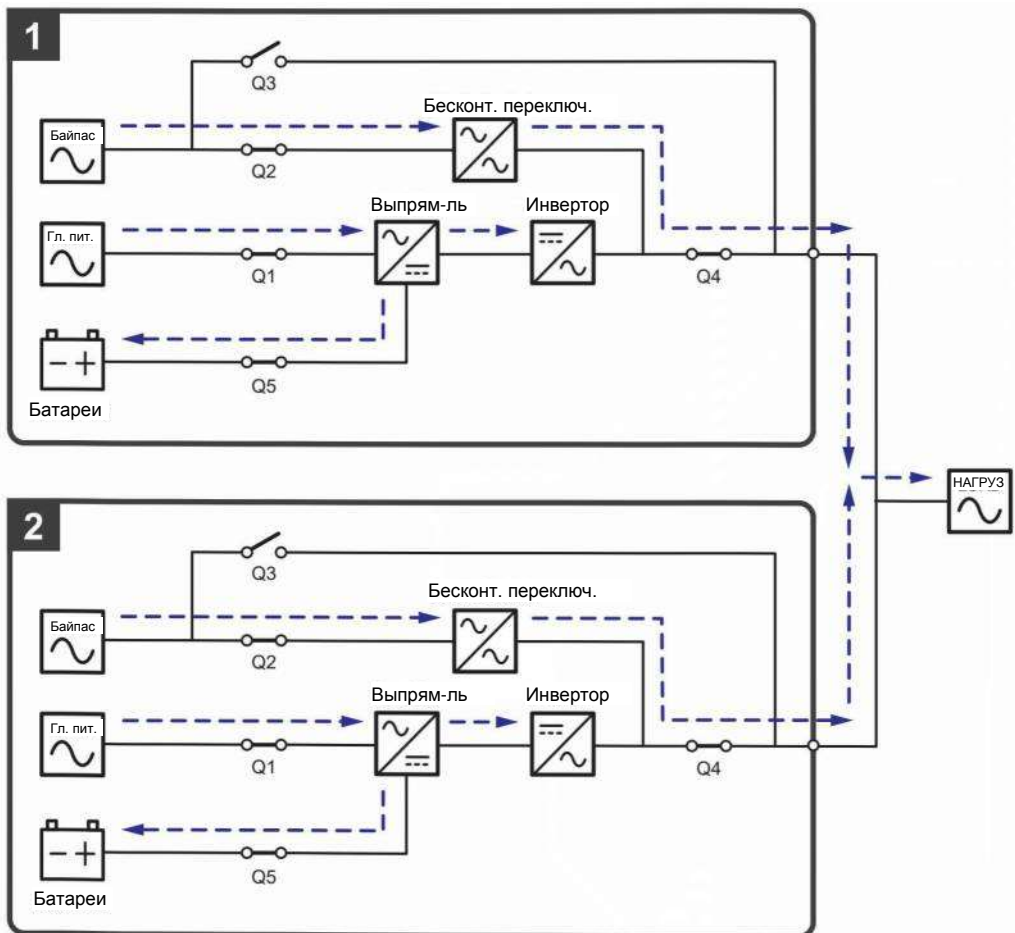 1
Q3
Бесконт. переключ.
Байпас
Q2
Выпрям-ль
Инвертор
Гл. пит.
Q1
Q4
Q5
Батареи
НАГРУЗ
2
Q3
Бесконт. переключ.
Байпас
Q2
Выпрям-ль
Инвертор
Гл. пит.
Q1
Q4
Q5
Батареи